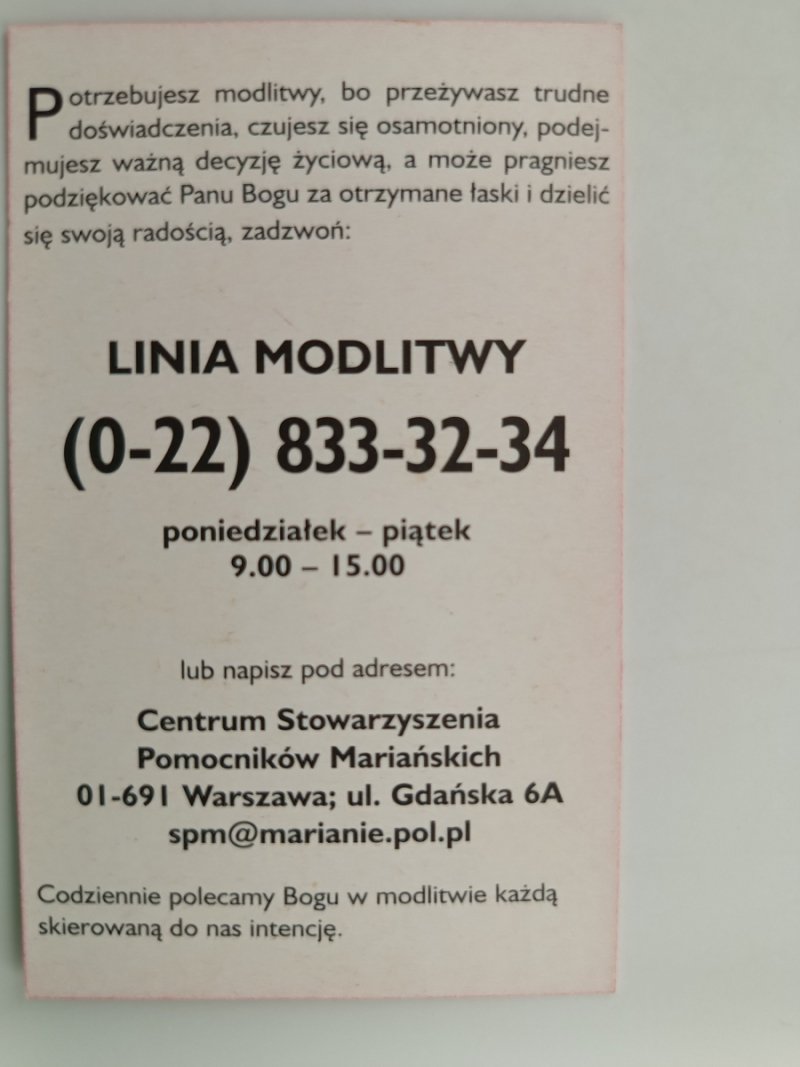 Potrzebujesz modlitwy, bo przeżywasz trudne
doświadczenia, czujesz się osamotniony, podej-
mujesz ważną decyzję życiową, a może pragniesz
podziękować Panu Bogu za otrzymane łaski i dzielić
się swoją radością, zadzwoń:
LINIA MODLITWY
(0-22) 833-32-34
poniedziałek – piątek
9.00 – 15.00
lub napisz pod adresem:
Centrum Stowarzyszenia
Pomocników Mariańskich
01-691 Warszawa; ul. Gdańska 6A
spm@marianie.pol.pl
Codziennie polecamy Bogu w modlitwie każdą
skierowaną do nas intencję.